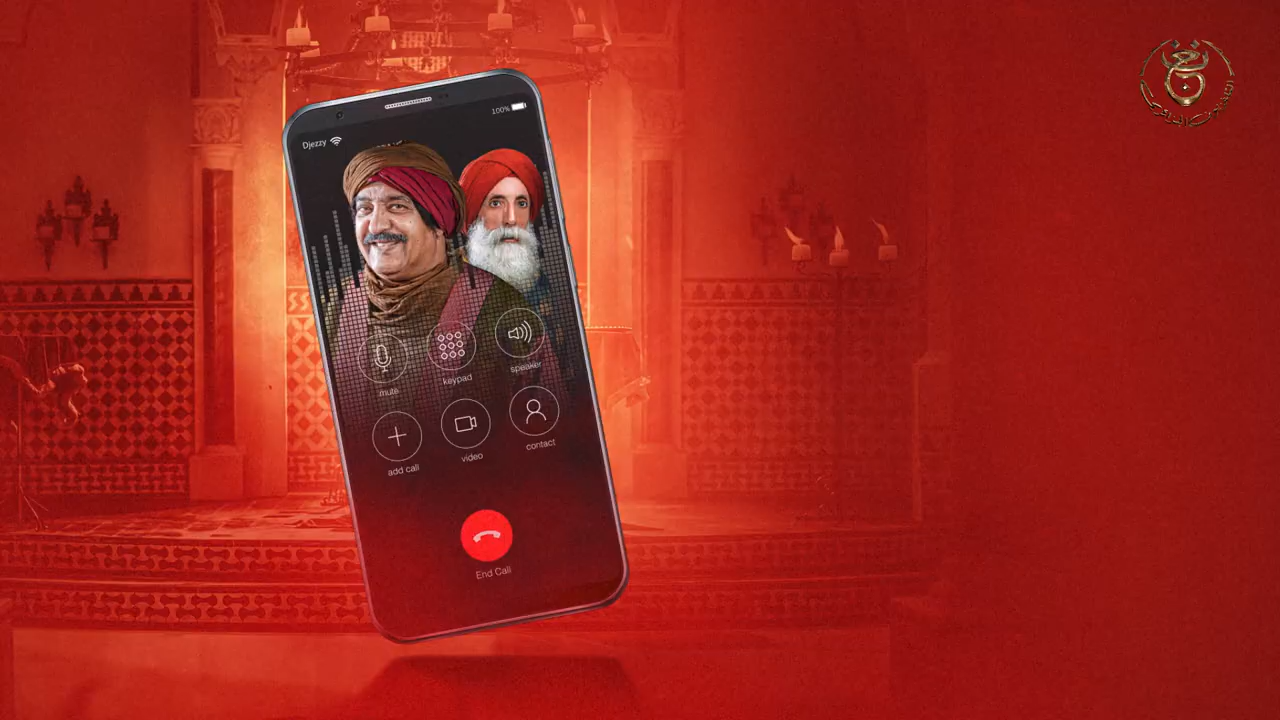 100%
Djezzy
mute
keypad
speaker
add call
video
contact
End Call